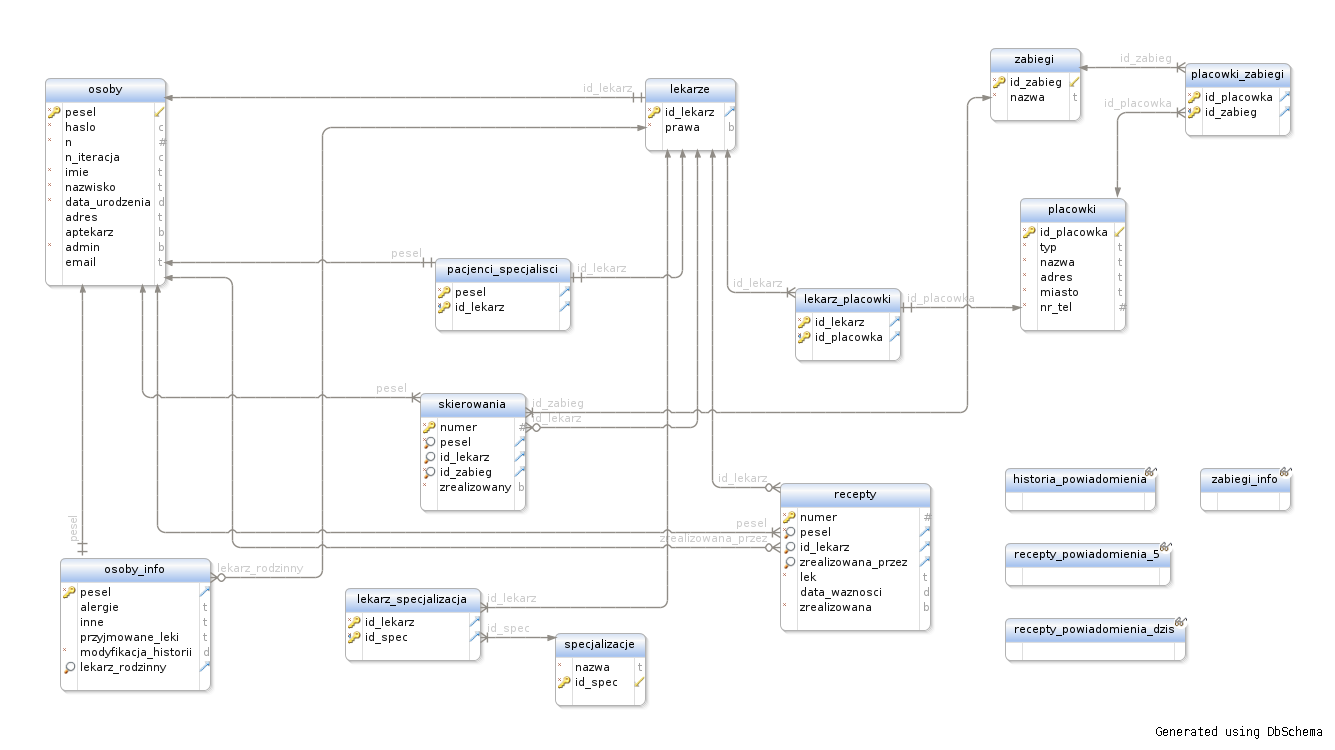 osoby
pesel
haslo c
n #
n_iteracja c
imie t
nazwisko t
data_urodzenia d
adres t
aptekarz b
admin b
email t
id_lekarz
lekarze
id_lekarz
prawa b
zabiegi
id_zabieg
nazwa t
id_zabieg
id_placowka
placowki_zabiegi
id_placowka
id_zabieg
placowki
id_placowka
typ t
nazwa t
adres t
miasto t
nr_tel #
pesel
pacjenci_specjalisci
pesel
id_lekarz
id_lekarz
id_lekarz
lekarz_placowki
id_lekarz
id_placowka
id_placowka
pesel
skierowania
numer #
pesel
id_lekarz
id_zabieg
zrealizowany b
id_zabieg
id_lekarz
id_lekarz
pesel
zrealizowana_przez
recepty
numer #
pesel
id_lekarz
zrealizowana_przez
lek t
data_waznosci d
zrealizowana b
historia_powiadomienia
zabiegi_info
recepty_powiadomienia_5
recepty_powiadomienia_dzis
pesel
osoby_info
pesel
alergie t
inne t
przyjmowane_leki t
modyfikacja_historii d
lekarz_rodzinny
lekarz_rodzinny
lekarz_specjalizacja
id_lekarz
id_spec
id_lekarz
id_spec
specjalizacje
nazwa t
id_spec
Generated using DbSchema